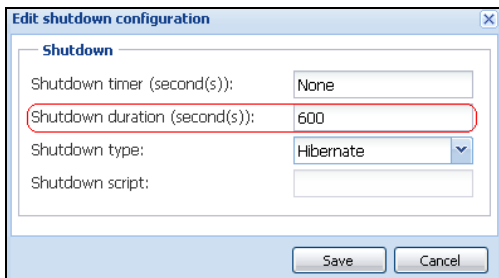 Edit shutdown configuration
Shutdown
Shutdown timer (second(s)): None
Shutdown duration (second(s)): 600
Shutdown type: Hibernate
Shutdown script:
Save Cancel